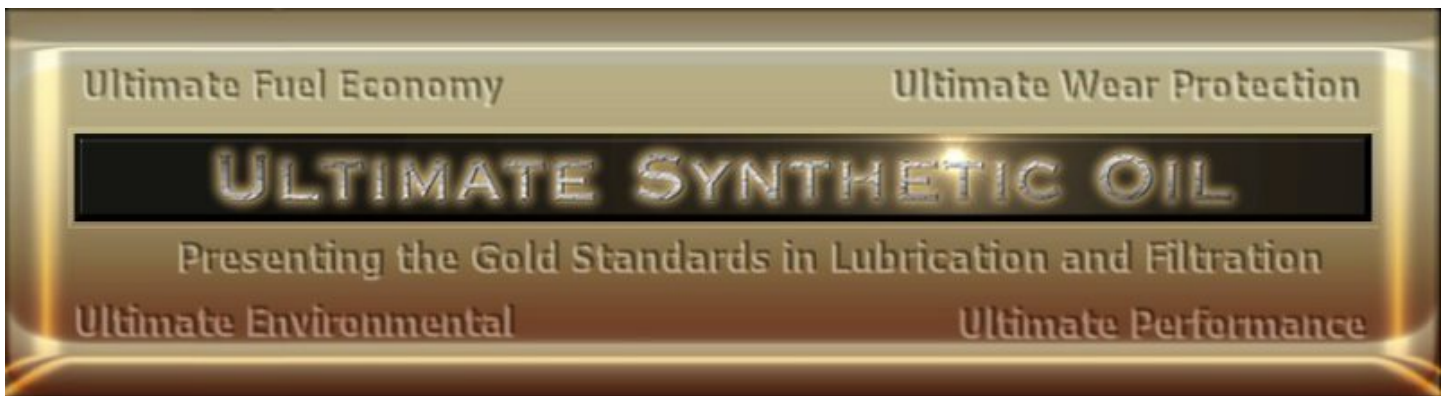 Ultimate Fuel Economy Ultimate Wear Protection
ULTIMATE SYNTHETIC OIL
Presenting the Gold Standards in Lubrication and Filtration
Ultimate Environmental Ultimate Performance